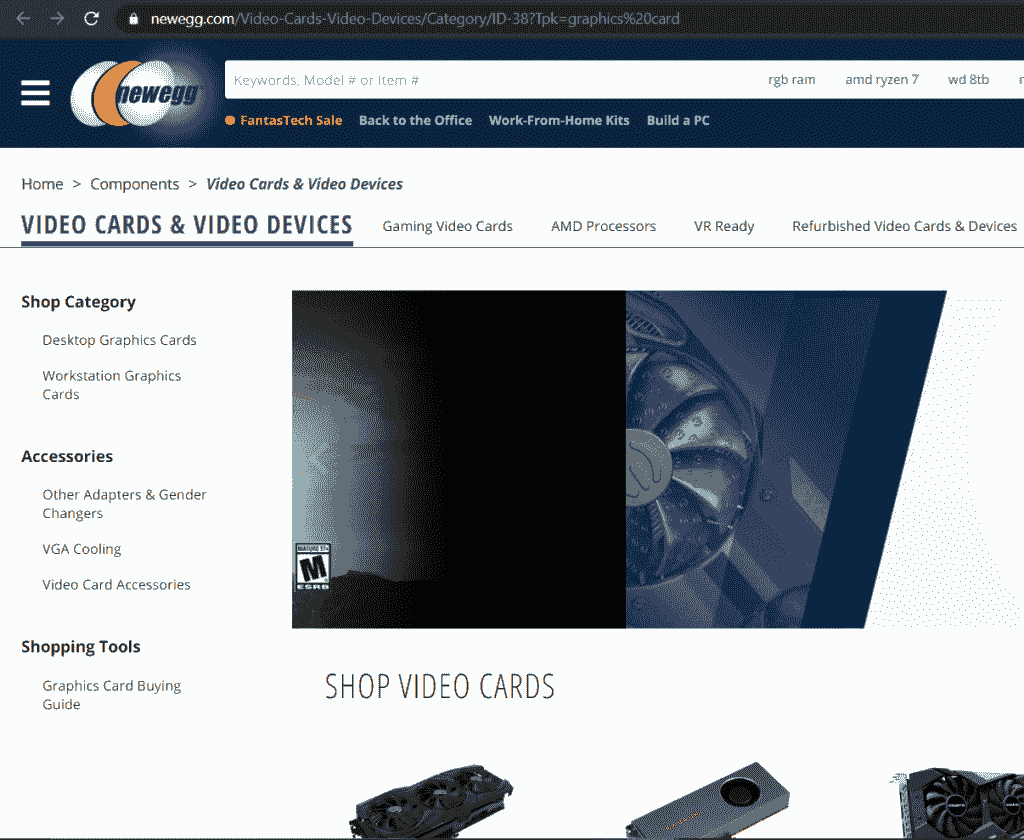 newegg.com/Video-Cards-Video-Devices/Category/ID-38?Tpk=graphics%20card
newegg
Keywords, Model # or Item #
rgb ram
amd ryzen 7
wd 8tb
FantasTech Sale
Back to the Office
Work-From-Home Kits
Build a PC
Home > Components > Video Cards & Video Devices
VIDEO CARDS & VIDEO DEVICES
Gaming Video Cards
AMD Processors
VR Ready
Refurbished Video Cards & Devices
Shop Category
Desktop Graphics Cards
Workstation Graphics
Cards
Accessories
Other Adapters & Gender
Changers
VGA Cooling
Video Card Accessories
Shopping Tools
Graphics Card Buying
Guide
MATURE 17+
M
ESRB
SHOP VIDEO CARDS